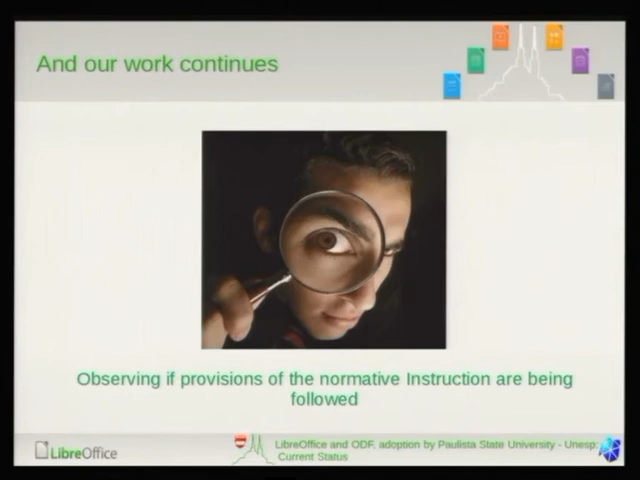 And our work continues
Observing if provisions of the normative Instruction are being
followed
LibreOffice
LibreOffice and ODF, adoption by Paulista State University - Unesp:
Current Status